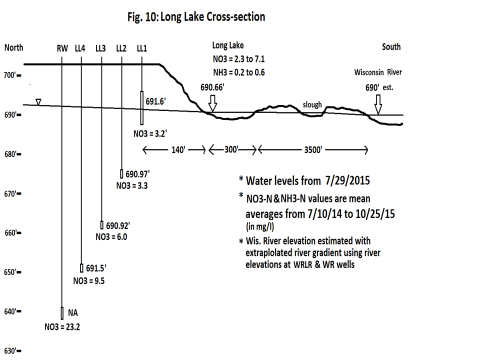 Fig. 10: Long Lake Cross-section
North
RW
LL4
LL3
LL2
LL1
Long Lake
NO3 = 2.3 to 7.1
NH3 = 0.2 to 0.6
South
Wisconsin River
690' est.
690.66'
slough
700'
690'
680'
670'
660'
650'
640'
630'
691.6'
NO3 = 3.2'
140'
300'
3500'
690.97'
NO3 = 3.3
690.92'
NO3 = 6.0
691.5'
NO3 = 9.5
NA
NO3 = 23.2
* Water levels from 7/29/2015
* NO3-N & NH3-N values are mean
averages from 7/10/14 to 10/25/15
(in mg/l)
* Wis. River elevation estimated with
extraplolated river gradient using river
elevations at WRLR & WR wells